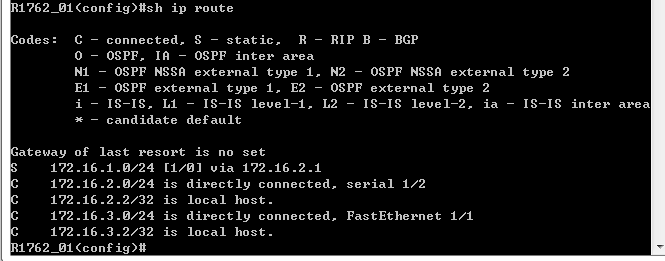 R1762_01(config)#sh ip route
Codes:  C - connected, S - static,  R - RIP B - BGP
O - OSPF, IA - OSPF inter area
N1 - OSPF NSSA external type 1, N2 - OSPF NSSA external type 2
E1 - OSPF external type 1, E2 - OSPF external type 2
i - IS-IS, L1 - IS-IS level-1, L2 - IS-IS level-2, ia - IS-IS inter area
* - candidate default
Gateway of last resort is no set
S    172.16.1.0/24 [1/0] via 172.16.2.1
C    172.16.2.0/24 is directly connected, serial 1/2
C    172.16.2.2/32 is local host.
C    172.16.3.0/24 is directly connected, FastEthernet 1/1
C    172.16.3.2/32 is local host.
R1762_01(config)#